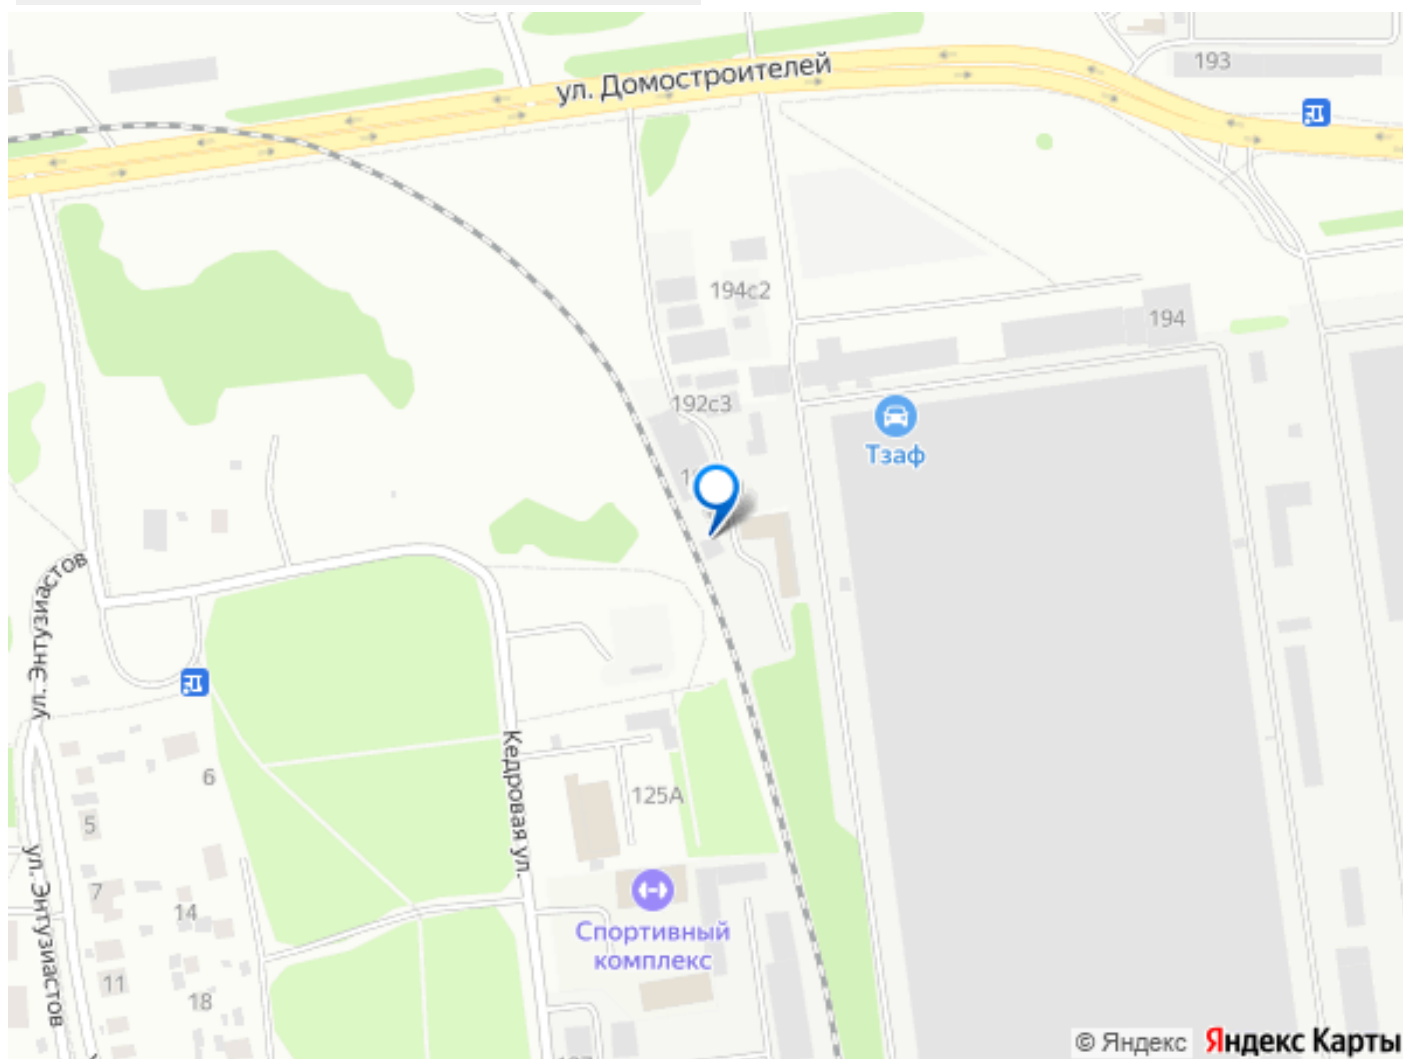 193
ул. Домостроителей
194с2
194
192с3
Тзаф
ул. Энтузиастов
Кедровая ул.
6
125А
5
ул. Энтузиастов
7
14
Спортивный
комплекс
11
18
© Яндекс
Яндекс Карты